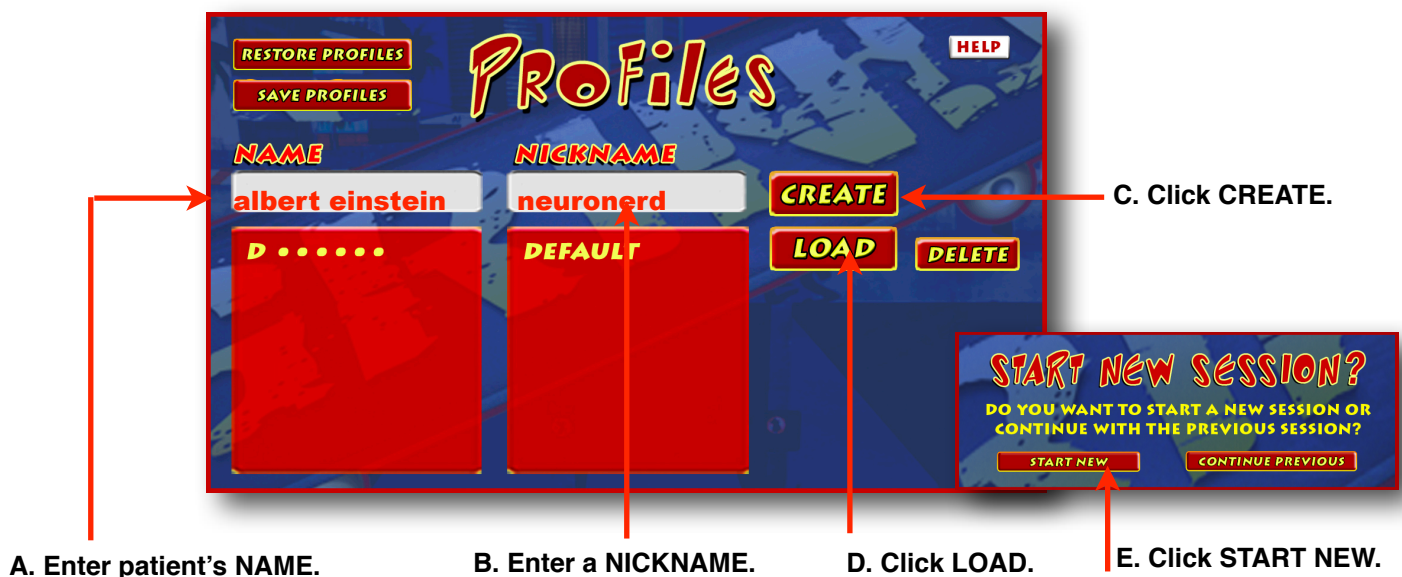 RESTORE PROFILES
SAVE PROFILES
PROFILES
HELP
NAME
NICKNAME
albert einstein
neuronerd
CREATE
C. Click CREATE.
D • • • • • •
DEFAULT
LOAD
DELETE
START NEW SESSION?
DO YOU WANT TO START A NEW SESSION OR
CONTINUE WITH THE PREVIOUS SESSION?
START NEW
CONTINUE PREVIOUS
A. Enter patient's NAME.
B. Enter a NICKNAME.
D. Click LOAD.
E. Click START NEW.